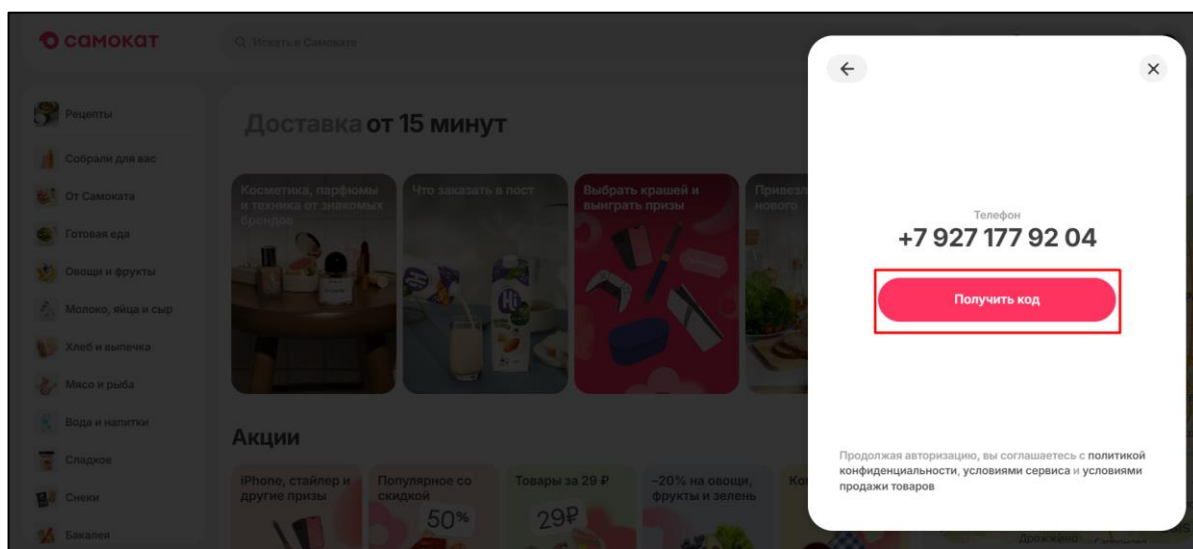 самокат
Искать в Самокате
Рецепты
Собрали для вас
От Самоката
Готовая еда
Овощи и фрукты
Молоко, яйца и сыр
Хлеб и выпечка
Мясо и рыба
Вода и напитки
Сладкое
Снеки
Бакалея
Доставка от 15 минут
Косметика, парфюмы
и техника от знакомых
брендов
Что заказать в пост
Выбрать крашей и
выиграть призы
Привезл
нового
Hi
Акции
iPhone, стайлер и
другие призы
Популярное со
скидкой
50%
Товары за 29 ₽
29₽
-20% на овощи,
фрукты и зелень
Телефон
+7 927 177 92 04
Получить код
Продолжая авторизацию, вы соглашаетесь с политикой
конфиденциальности, условиями сервиса и условиями
продажи товаров
Дрожжино